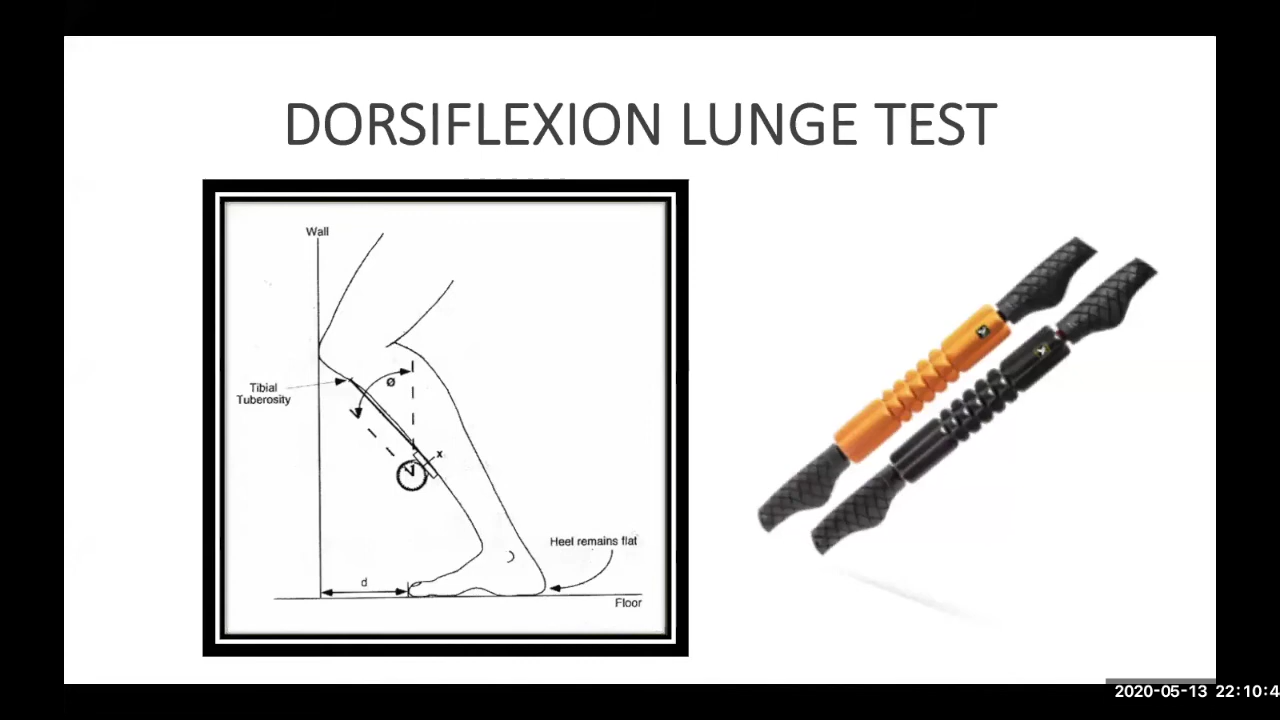 DORSIFLEXION LUNGE TEST
Wall
ø
Tibial
Tuberosity
x
Heel remains flat
d
Floor
2020-05-13 22:10:4